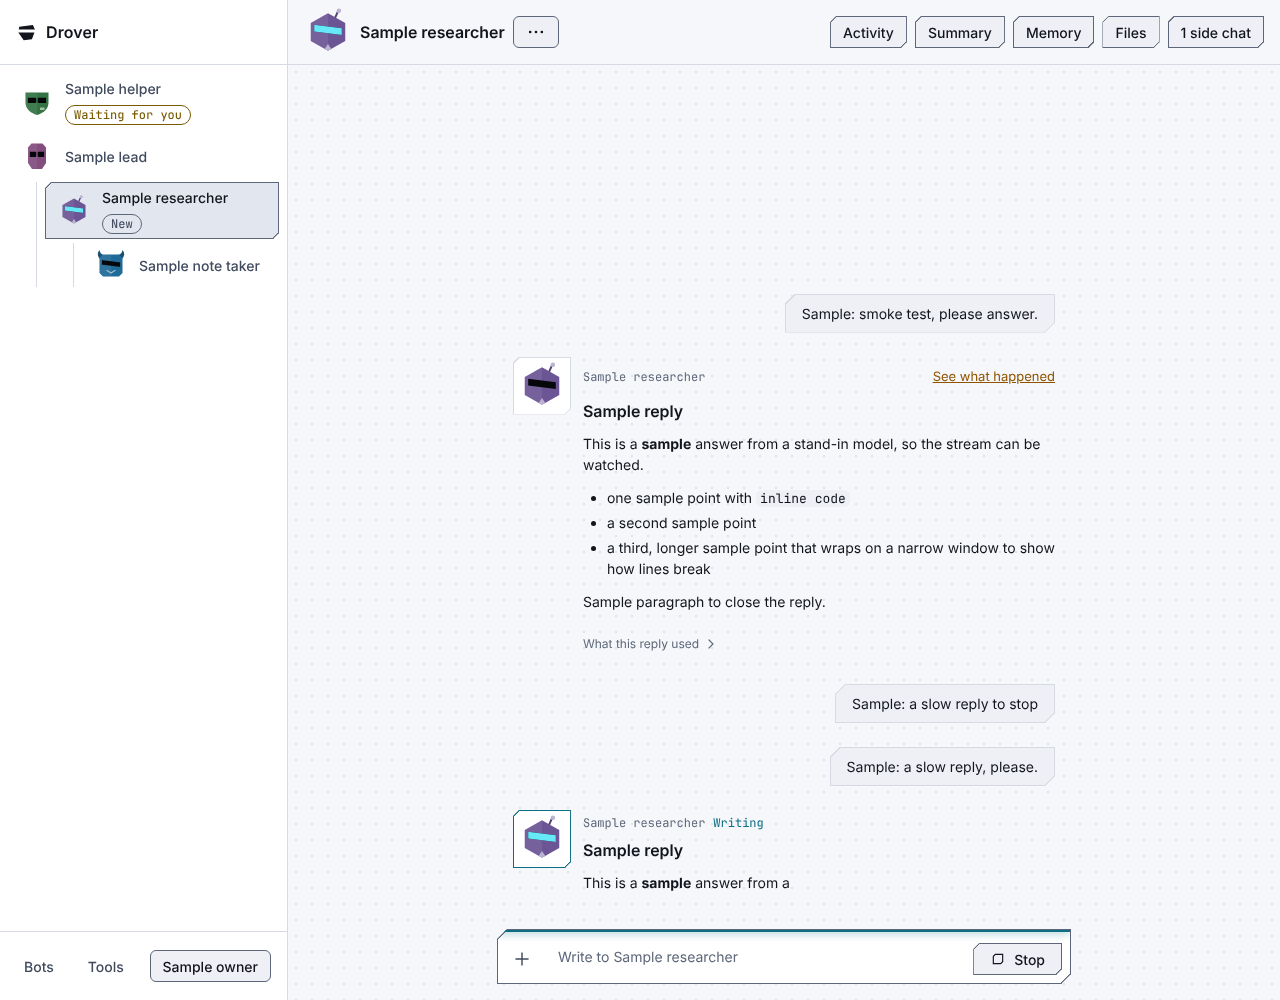 Drover
Sample helper
Waiting for you
Sample lead
Sample researcher
New
Sample note taker
Bots
Tools
Sample owner
Sample researcher
...
Activity
Summary
Memory
Files
1 side chat
Sample: smoke test, please answer.
Sample researcher
See what happened
Sample reply
This is a sample answer from a stand-in model, so the stream can be
watched.
one sample point with inline code
a second sample point
a third, longer sample point that wraps on a narrow window to show
how lines break
Sample paragraph to close the reply.
What this reply used
Sample: a slow reply to stop
Sample: a slow reply, please.
Sample researcher Writing
Sample reply
This is a sample answer from a
Write to Sample researcher
Stop